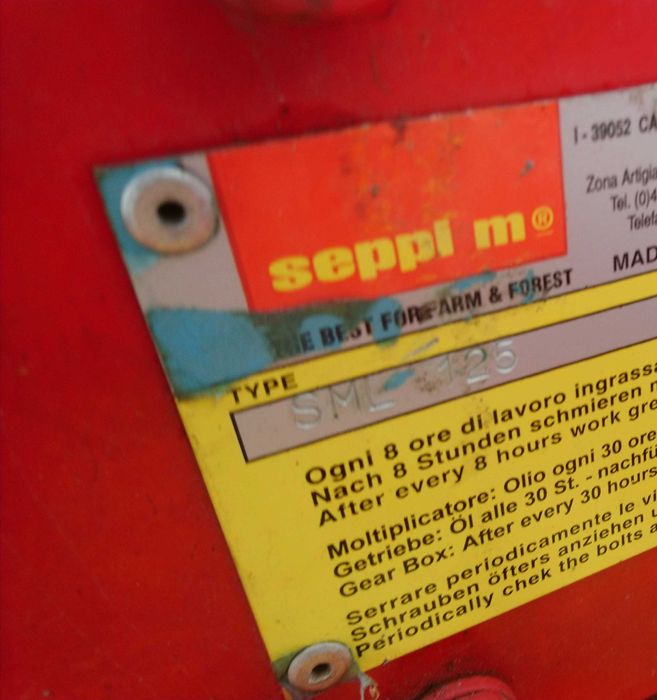 seppi m®
I - 39052 CA
Zona Artigia
Tel. (0)4
Telefa
MAD
THE BEST FOR FARM & FOREST
TYPE
SML 125
Ogni 8 ore di lavoro ingrassa
Nach 8 Stunden schmieren n
After every 8 hours work gre
Moltiplicatore: Olio ogni 30 ore
Getriebe: Öl alle 30 St. - nachfü
Gear Box: After every 30 hours
Serrare periodicamente le vi
Schrauben öfters anziehen u
Periodically chek the bolts a